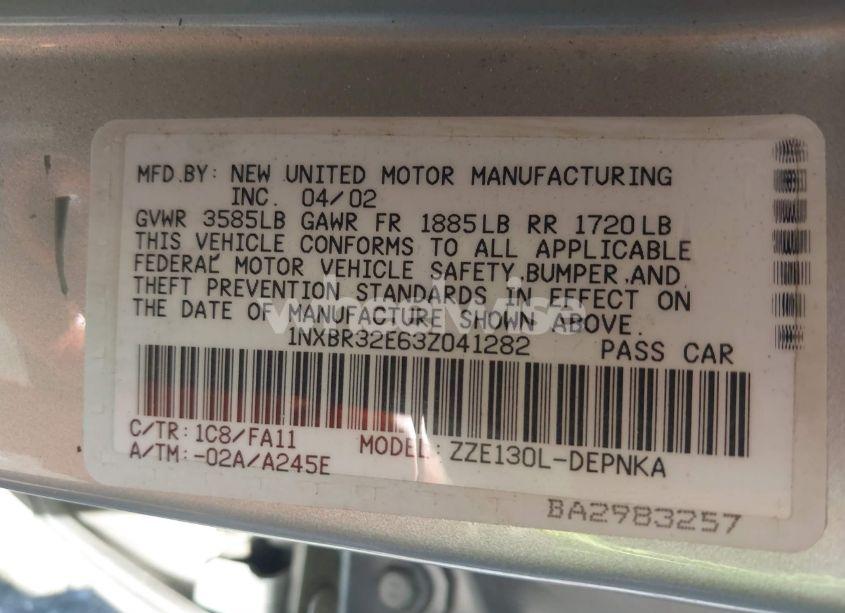 MFD.BY: NEW UNITED MOTOR MANUFACTURING
INC. 04/02
GVWR 3585LB GAWR FR 1885LB RR 1720LB
THIS VEHICLE CONFORMS TO ALL APPLICABLE
FEDERAL MOTOR VEHICLE SAFETY,BUMPER,AND
THEFT PREVENTION STANDARDS IN EFFECT ON
THE DATE OF MANUFACTURE SHOWN ABOVE.
1NXBR32E63Z041282 PASS CAR
C/TR: 1C8/FA11 MODEL: ZZE130L-DEPNKA
A/TM:-02A/A245E
BA2983257